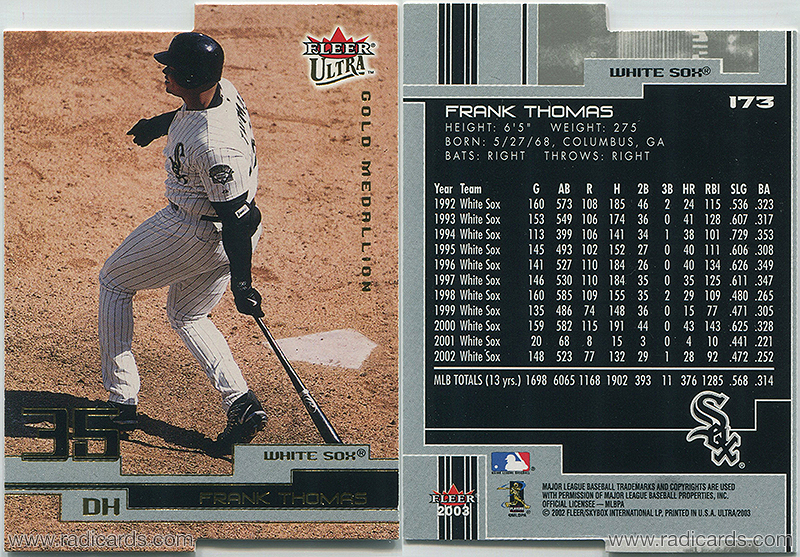 FLEER®
ULTRA™
GOLD MEDALLION
35
WHITE SOX®
DH
FRANK THOMAS
www.radicards.com
WHITE SOX®
173
FRANK THOMAS
HEIGHT: 6'5" WEIGHT: 275
BORN: 5/27/68, COLUMBUS, GA
BATS: RIGHT THROWS: RIGHT
Year Team G AB R H 2B 3B HR RBI SLG BA
1992 White Sox 160 573 108 185 46 2 24 115 .536 .323
1993 White Sox 153 549 106 174 36 0 41 128 .607 .317
1994 White Sox 113 399 106 141 34 1 38 101 .729 .353
1995 White Sox 145 493 102 152 27 0 40 111 .606 .308
1996 White Sox 141 527 110 184 26 0 40 134 .626 .349
1997 White Sox 146 530 110 184 35 0 35 125 .611 .347
1998 White Sox 160 585 109 155 35 2 29 109 .480 .265
1999 White Sox 135 486 74 148 36 0 15 77 .471 .305
2000 White Sox 159 582 115 191 44 0 43 143 .625 .328
2001 White Sox 20 68 8 15 3 0 4 10 .441 .221
2002 White Sox 148 523 77 132 29 1 28 92 .472 .252
MLB TOTALS (13 yrs.) 1698 6065 1168 1902 393 11 376 1285 .568 .314
Sox®
FLEER
2003
MAJOR LEAGUE BASEBALL TRADEMARKS AND COPYRIGHTS ARE USED
WITH PERMISSION OF MAJOR LEAGUE BASEBALL PROPERTIES, INC.
OFFICIAL LICENSEE — MLBPA
© 2002 FLEER/SKYBOX INTERNATIONAL LP, PRINTED IN U.S.A. ULTRA/2003
www.radicards.com